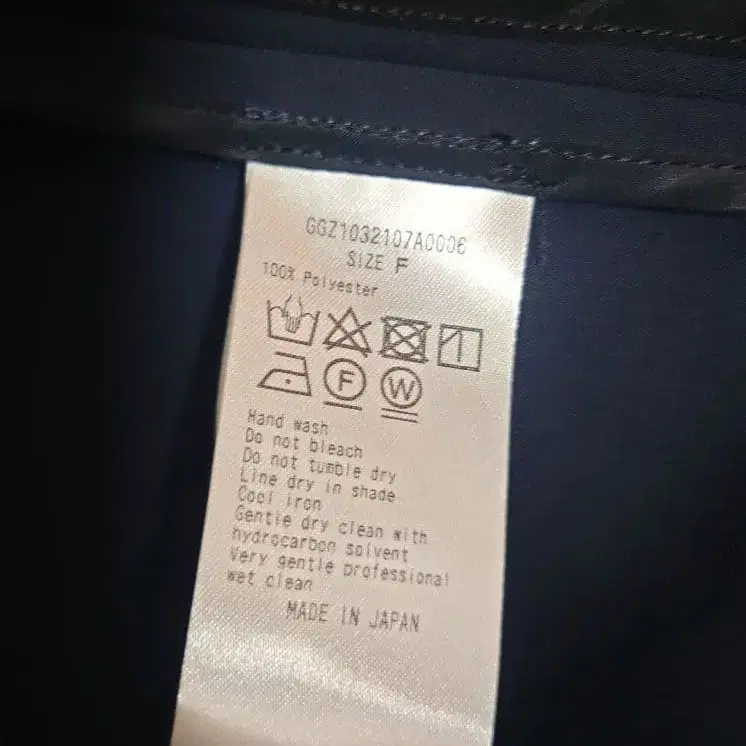 GGZ1032107A0006
SIZE F
100% Polyester
F W
Hand wash
Do not bleach
Do not tumble dry
Line dry in shade
Cool iron
Gentle dry clean with
hydrocarbon solvent
Very gentle professional
wet clean
MADE IN JAPAN